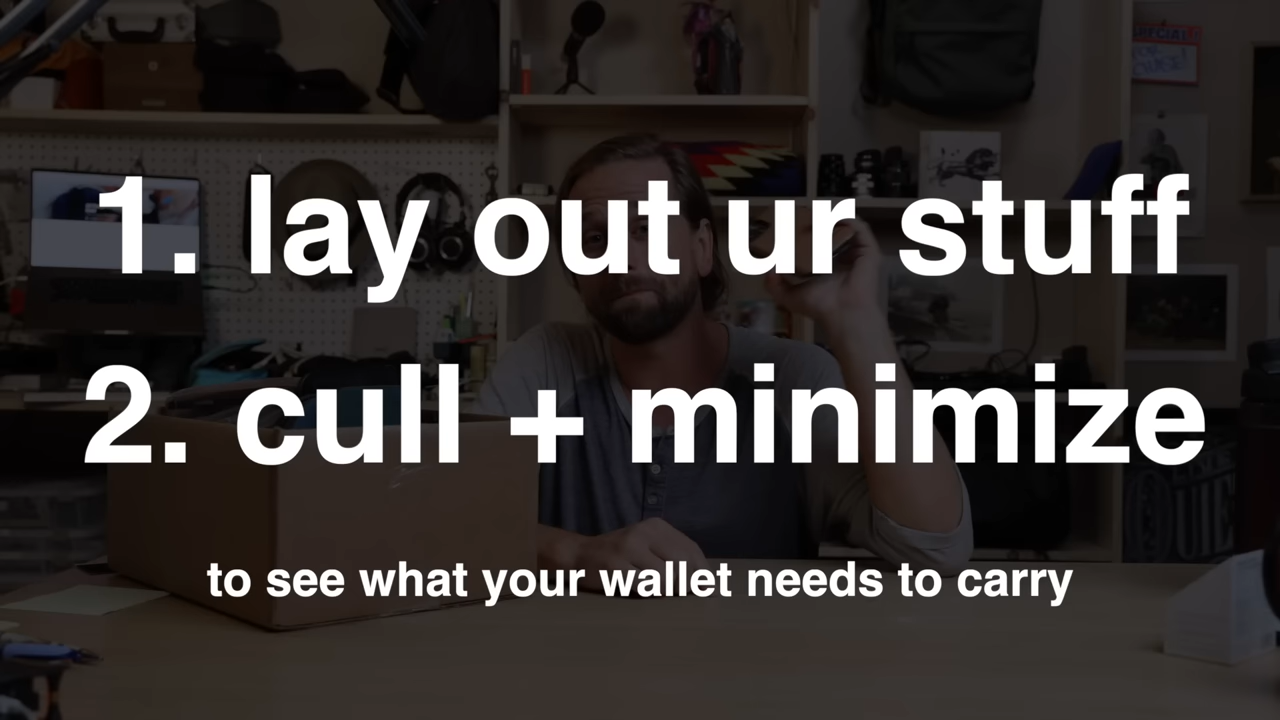 1. lay out ur stuff
2. cull + minimize
to see what your wallet needs to carry